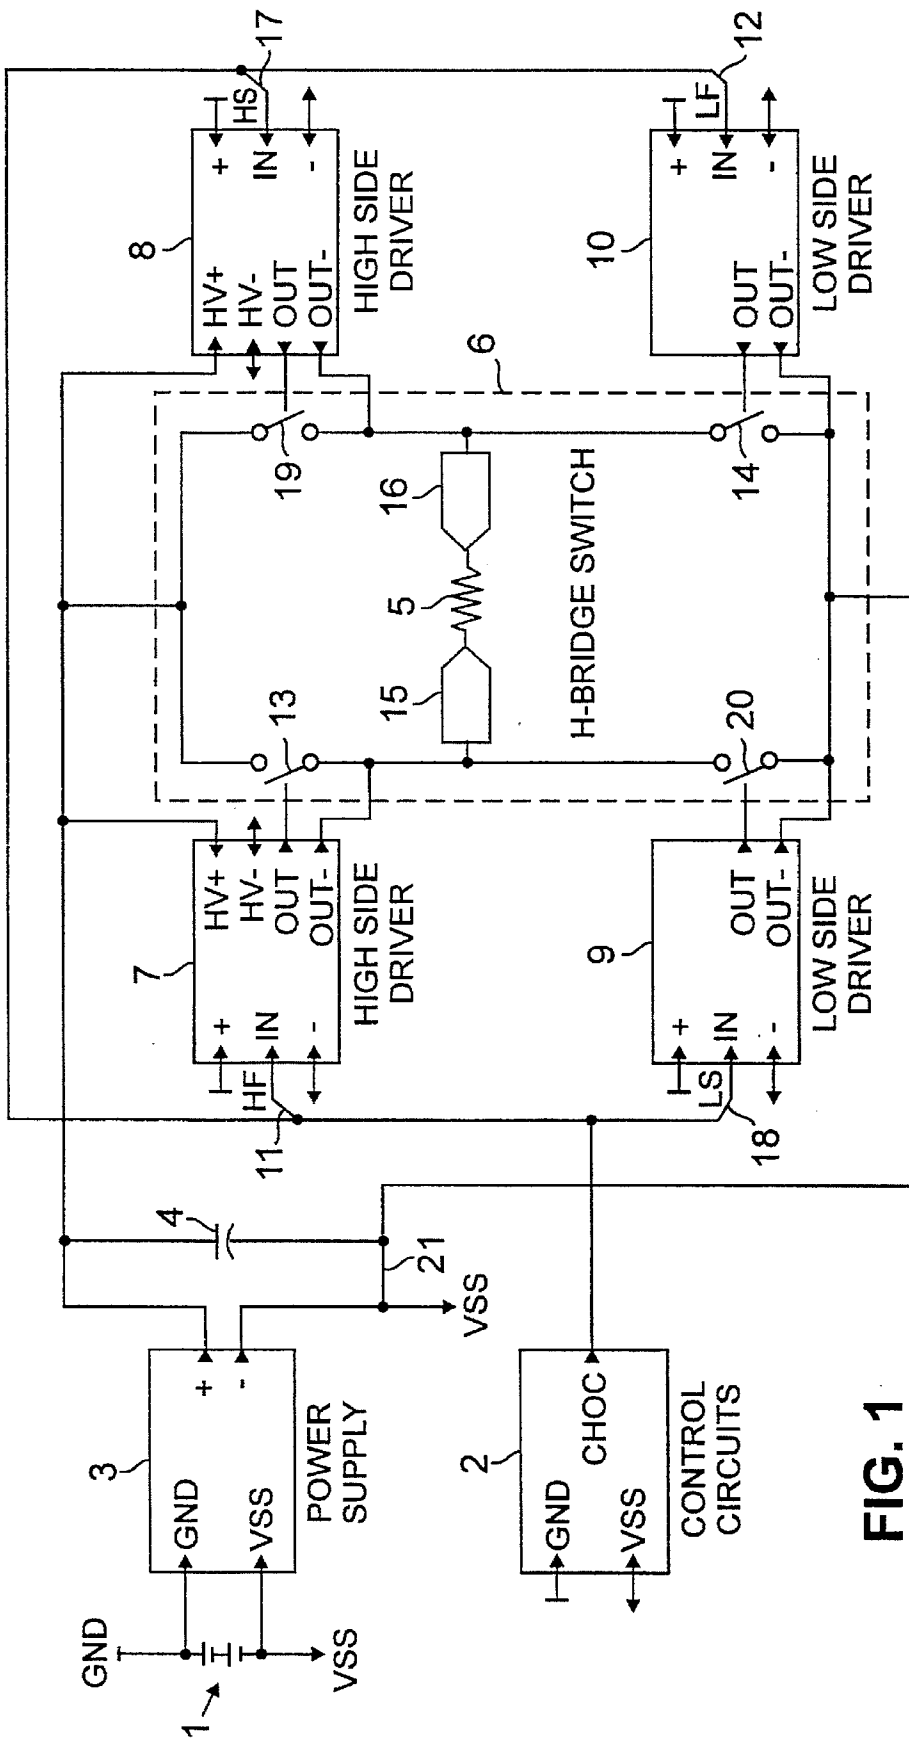 GND
1
VSS
3
GND
VSS
+
-
POWER
SUPPLY
4
21
VSS
2
GND
VSS
CHOC
CONTROL
CIRCUITS
11
HF
7
+
IN
-
HV+
HV-
OUT
OUT-
HIGH SIDE
DRIVER
18
LS
9
+
IN
-
OUT
OUT-
LOW SIDE
DRIVER
13
20
15
5
16
H-BRIDGE SWITCH
6
19
14
8
HV+
HV-
OUT
OUT-
+
IN
-
HS
17
HIGH SIDE
DRIVER
10
OUT
OUT-
+
IN
-
LF
12
LOW SIDE
DRIVER
FIG. 1